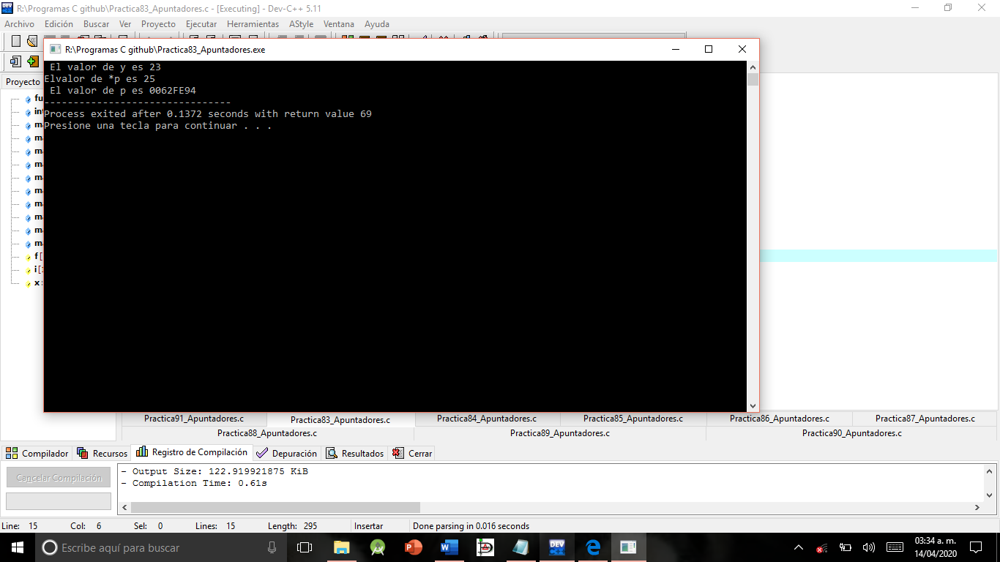 R:\Programas C github\Practica83_Apuntadores.c - [Executing] - Dev-C++ 5.11
Archivo Edición Buscar Ver Proyecto Ejecutar Herramientas AStyle Ventana Ayuda
R:\Programas C github\Practica83_Apuntadores.exe
El valor de y es 23
Elvalor de *p es 25
El valor de p es 0062FE94
--------------------------------
Process exited after 0.1372 seconds with return value 69
Presione una tecla para continuar . . .
Proyecto
Practica91_Apuntadores.c Practica83_Apuntadores.c Practica84_Apuntadores.c Practica85_Apuntadores.c Practica86_Apuntadores.c Practica87_Apuntadores.c
Practica88_Apuntadores.c Practica89_Apuntadores.c Practica90_Apuntadores.c
Compilador Recursos Registro de Compilación Depuración Resultados Cerrar
Cancelar Compilación
- Output Size: 122.919921875 KiB
- Compilation Time: 0.61s
Line: 15 Col: 6 Sel: 0 Lines: 15 Length: 295 Insertar Done parsing in 0.016 seconds
Escribe aquí para buscar
03:34 a. m.
14/04/2020